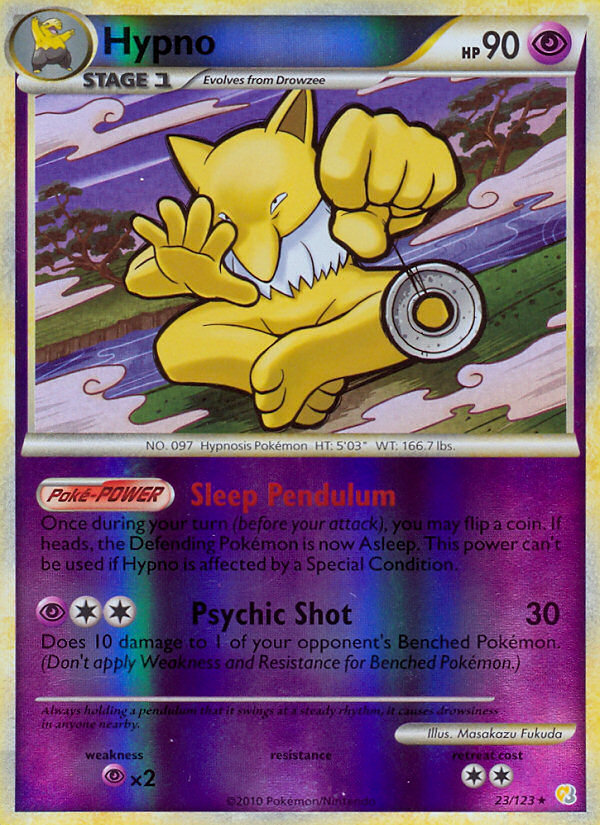 Hypno
HP 90
STAGE 1
Evolves from Drowzee
NO. 097 Hypnosis Pokémon HT: 5'03" WT: 166.7 lbs.
Poké-POWER Sleep Pendulum
Once during your turn (before your attack), you may flip a coin. If
heads, the Defending Pokémon is now Asleep. This power can't
be used if Hypno is affected by a Special Condition.
Psychic Shot 30
Does 10 damage to 1 of your opponent's Benched Pokémon.
(Don't apply Weakness and Resistance for Benched Pokémon.)
Always holding a pendulum that it swings at a steady rhythm, it causes drowsiness
in anyone nearby.
Illus. Masakazu Fukuda
weakness resistance retreat cost
×2
©2010 Pokémon/Nintendo 23/123 ★